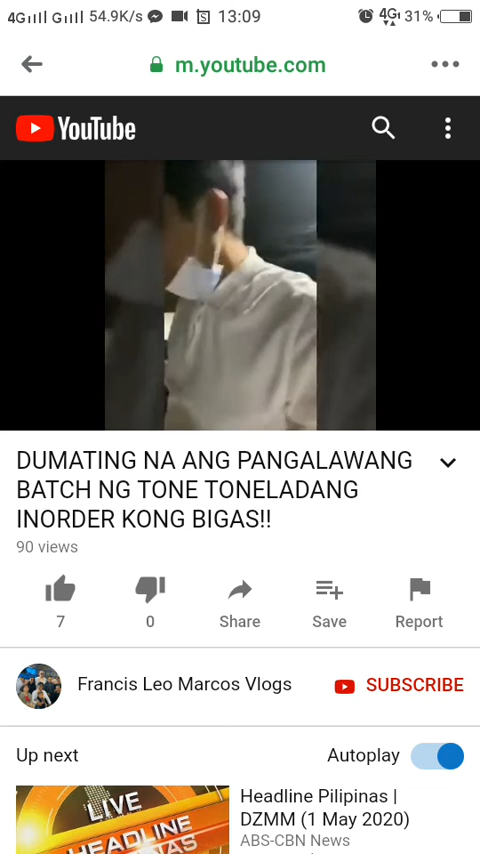 4G G 54.9K/s S 13:09 4G 31%
m.youtube.com
YouTube
DUMATING NA ANG PANGALAWANG
BATCH NG TONE TONELADANG
INORDER KONG BIGAS!!
90 views
7 0 Share Save Report
Francis Leo Marcos Vlogs SUBSCRIBE
Up next Autoplay
LIVE
HEADLINE
Headline Pilipinas |
DZMM (1 May 2020)
ABS-CBN News